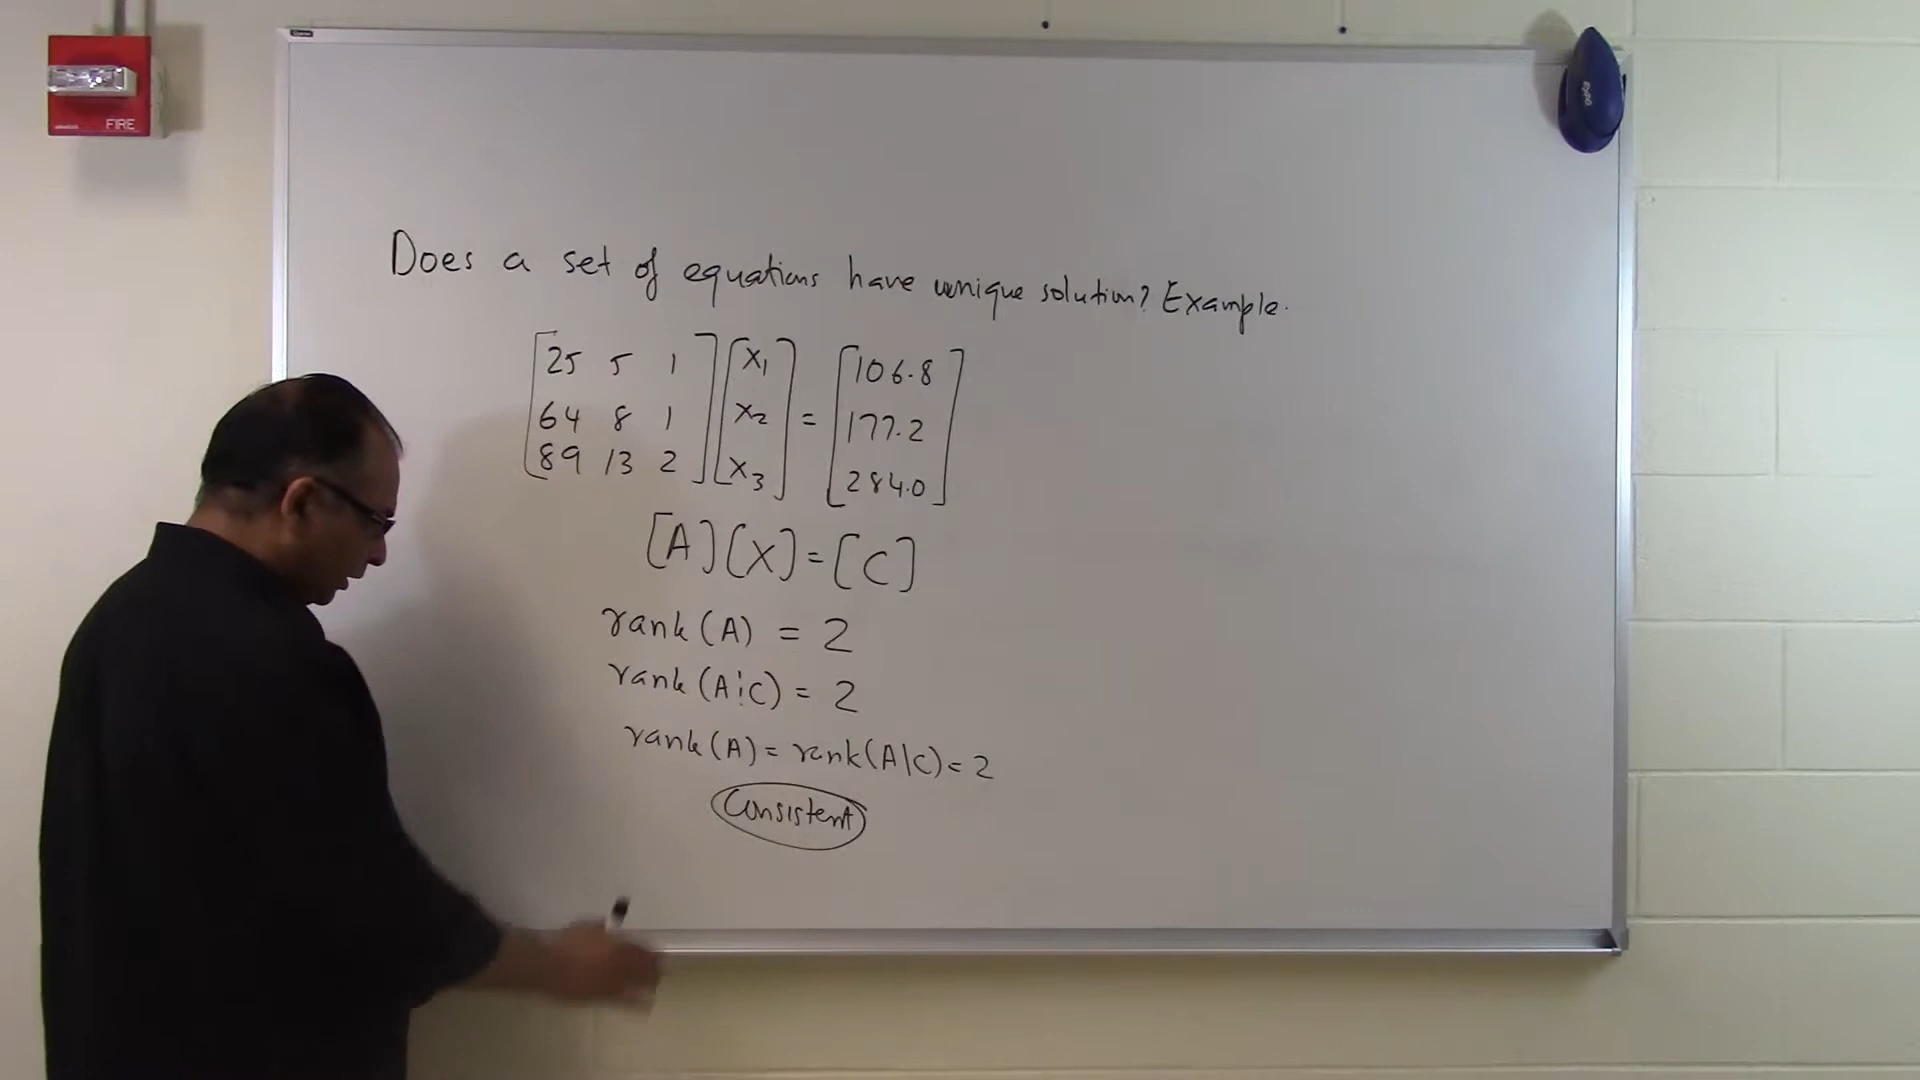 FIRE
EXPO
Does a set of equations have unique solution? Example.
[25 5 1] [x1] = [106.8]
[64 8 1] [x2] = [177.2]
[89 13 2] [x3] = [284.0]
[A][X]=[C]
rank(A) = 2
rank(A¦C) = 2
rank(A) = rank(A|C) = 2
Consistent